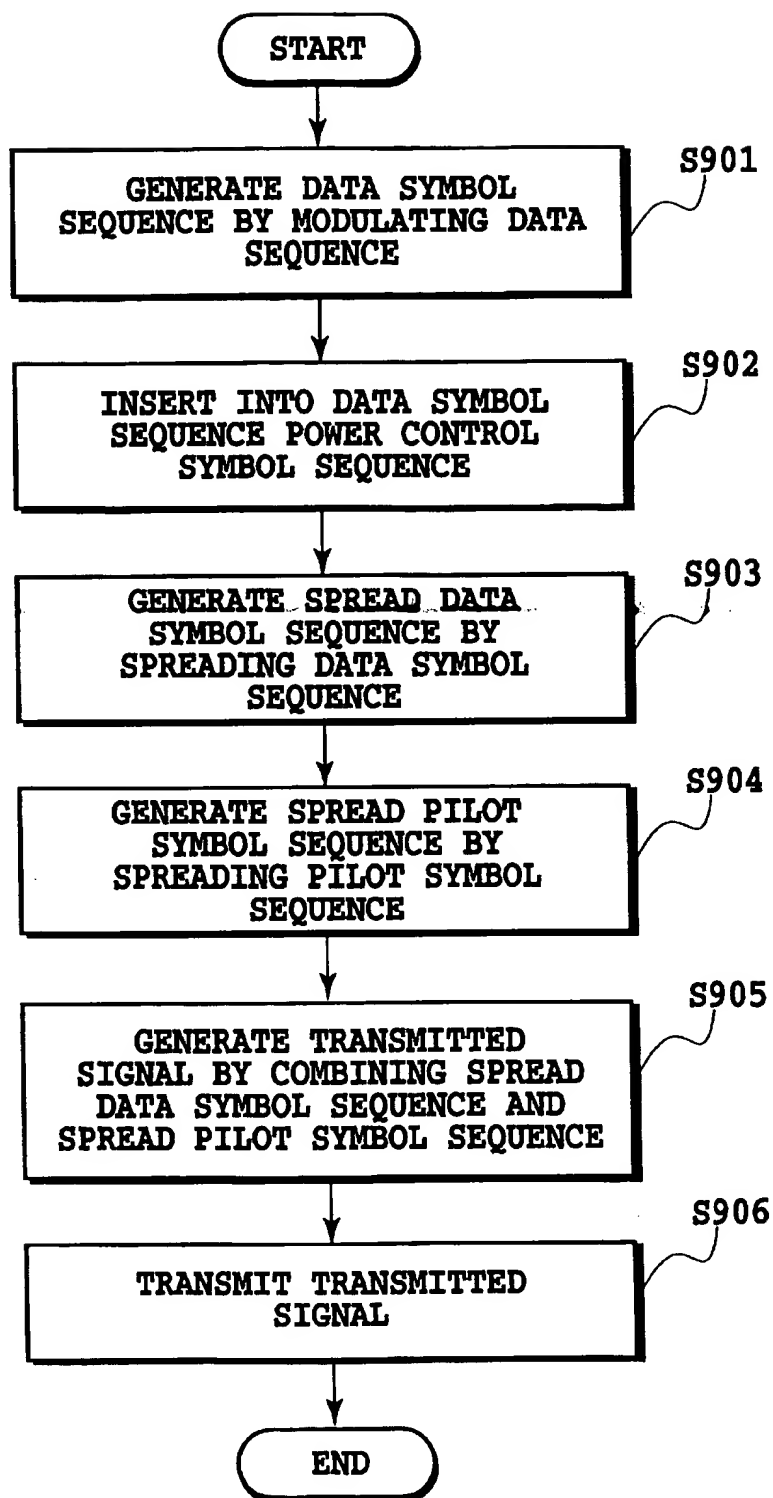 START
S901
GENERATE DATA SYMBOL
SEQUENCE BY MODULATING DATA
SEQUENCE
S902
INSERT INTO DATA SYMBOL
SEQUENCE POWER CONTROL
SYMBOL SEQUENCE
S903
GENERATE SPREAD DATA
SYMBOL SEQUENCE BY
SPREADING DATA SYMBOL
SEQUENCE
S904
GENERATE SPREAD PILOT
SYMBOL SEQUENCE BY
SPREADING PILOT SYMBOL
SEQUENCE
S905
GENERATE TRANSMITTED
SIGNAL BY COMBINING SPREAD
DATA SYMBOL SEQUENCE AND
SPREAD PILOT SYMBOL SEQUENCE
S906
TRANSMIT TRANSMITTED
SIGNAL
END